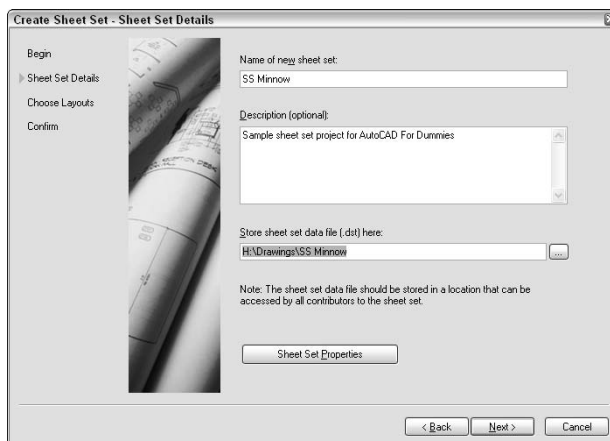 Create Sheet Set - Sheet Set Details
Begin
Sheet Set Details
Choose Layouts
Confirm
Name of new sheet set:
SS Minnow
Description (optional):
Sample sheet set project for AutoCAD For Dummies
Store sheet set data file (.dst) here:
H:\Drawings\SS Minnow
...
Note: The sheet set data file should be stored in a location that can be
accessed by all contributors to the sheet set.
Sheet Set Properties
< Back
Next >
Cancel